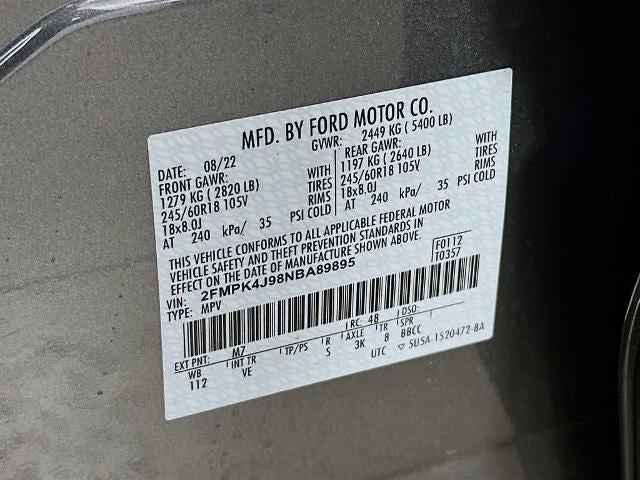 MFD. BY FORD MOTOR CO.
DATE: 08/22 GVWR: 2449 KG ( 5400 LB)
FRONT GAWR: REAR GAWR:
1279 KG ( 2820 LB) WITH 1197 KG ( 2640 LB) WITH
245/60R18 105V TIRES 245/60R18 105V TIRES
18x8.0J RIMS 18x8.0J RIMS
AT 240 kPa/ 35 PSI COLD AT 240 kPa/ 35 PSI COLD
THIS VEHICLE CONFORMS TO ALL APPLICABLE FEDERAL MOTOR
VEHICLE SAFETY AND THEFT PREVENTION STANDARDS IN
EFFECT ON THE DATE OF MANUFACTURE SHOWN ABOVE.
VIN: 2FMPK4J98NBA89895 F0112
TYPE: MPV T0357
EXT PNT: M7 RC: 48 DSO:
WB INT TR TP/PS R AXLE TR SPR
112 VE S 3K 8 BBCC
UTC ▽ 5U5A-1520472-BA